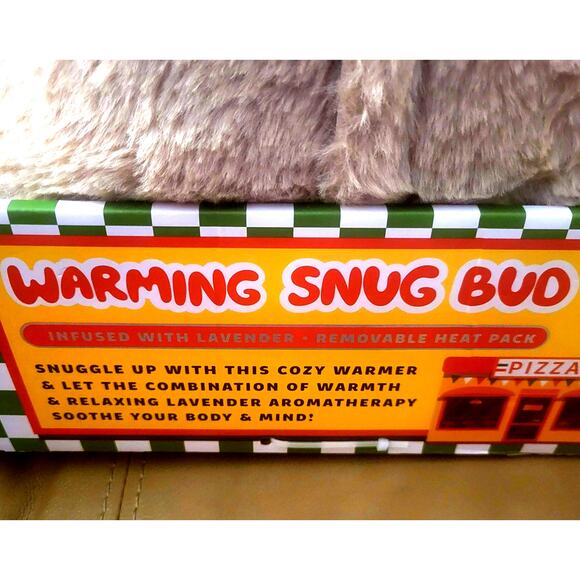 WARMING SNUG BUD
INFUSED WITH LAVENDER • REMOVABLE HEAT PACK
SNUGGLE UP WITH THIS COZY WARMER
& LET THE COMBINATION OF WARMTH
& RELAXING LAVENDER AROMATHERAPY
SOOTHE YOUR BODY & MIND!
PIZZA